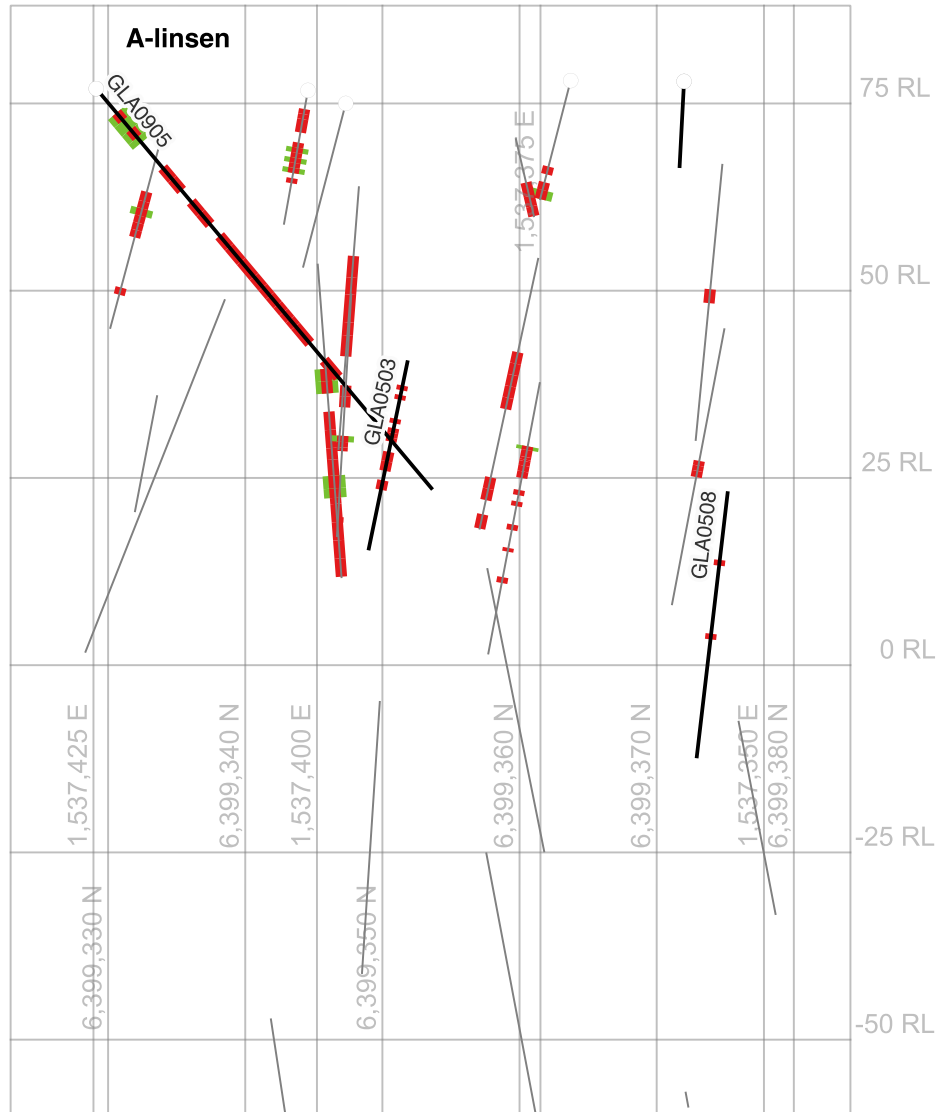 A-linsen
GLA0905
75 RL
1,537,375 E
50 RL
GLA0503
25 RL
GLA0508
0 RL
1,537,425 E
6,399,340 N
1,537,400 E
6,399,360 N
6,399,370 N
1,537,350 E
6,399,380 N
-25 RL
6,399,330 N
6,399,350 N
-50 RL